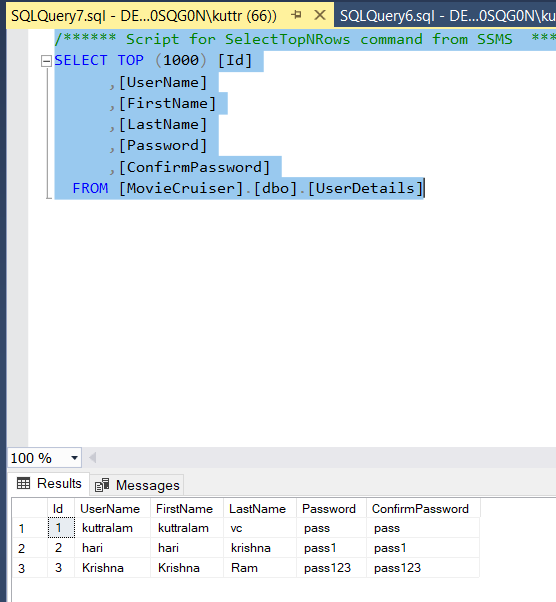 SQLQuery7.sql - DE...0SQG0N\kuttr (66)) SQLQuery6.sql - DE...0SQG0N\ku
/****** Script for SelectTopNRows command from SSMS **
SELECT TOP (1000) [Id]
,[UserName]
,[FirstName]
,[LastName]
,[Password]
,[ConfirmPassword]
FROM [MovieCruiser].[dbo].[UserDetails]
100 %
Results Messages
Id UserName FirstName LastName Password ConfirmPassword
1 1 kuttralam kuttralam vc pass pass
2 2 hari hari krishna pass1 pass1
3 3 Krishna Krishna Ram pass123 pass123